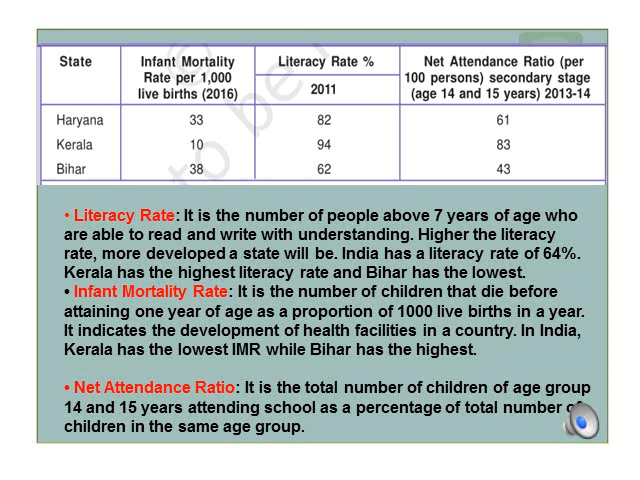 State Infant Mortality Literacy Rate % Net Attendance Ratio (per
Rate per 1,000 100 persons) secondary stage
live births (2016) 2011 (age 14 and 15 years) 2013-14
Haryana 33 82 61
Kerala 10 94 83
Bihar 38 62 43
• Literacy Rate: It is the number of people above 7 years of age who
are able to read and write with understanding. Higher the literacy
rate, more developed a state will be. India has a literacy rate of 64%.
Kerala has the highest literacy rate and Bihar has the lowest.
• Infant Mortality Rate: It is the number of children that die before
attaining one year of age as a proportion of 1000 live births in a year.
It indicates the development of health facilities in a country. In India,
Kerala has the lowest IMR while Bihar has the highest.
• Net Attendance Ratio: It is the total number of children of age group
14 and 15 years attending school as a percentage of total number of
children in the same age group.